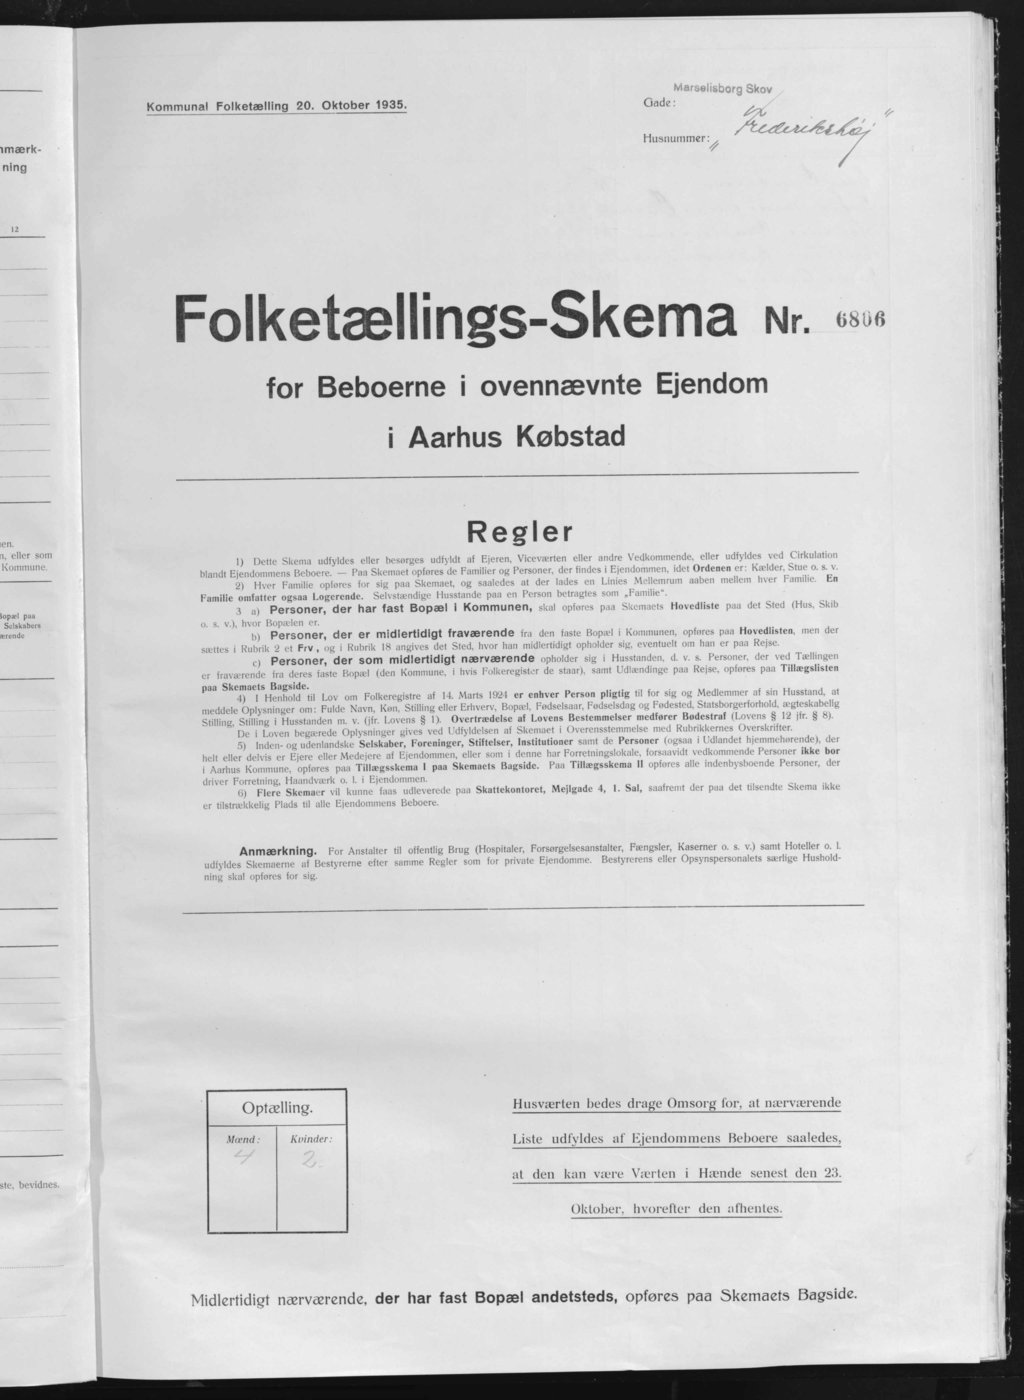 nmærk-
ning
12
en.
n, eller som
Kommune.
Bopæl paa
Selskabers
erende
ste, bevidnes.
Kommunal Folketælling 20. Oktober 1935.
Marselisborg Skov
Gade:
Husnummer: " Frederikshøj "
Folketællings-Skema Nr. 6806
for Beboerne i ovennævnte Ejendom
i Aarhus Købstad
Regler
1) Dette Skema udfyldes eller besørges udfyldt af Ejeren, Viceværten eller andre Vedkommende, eller udfyldes ved Cirkulation
blandt Ejendommens Beboere. — Paa Skemaet opføres de Familier og Personer, der findes i Ejendommen, idet Ordenen er: Kælder, Stue o. s. v.
2) Hver Familie opføres for sig paa Skemaet, og saaledes at der lades en Linies Mellemrum aaben mellem hver Familie. En
Familie omfatter ogsaa Logerende. Selvstændige Husstande paa en Person betragtes som „Familie".
3 a) Personer, der har fast Bopæl i Kommunen, skal opføres paa Skemaets Hovedliste paa det Sted (Hus, Skib
o. s. v.), hvor Bopælen er.
b) Personer, der er midlertidigt fraværende fra den faste Bopæl i Kommunen, opføres paa Hovedlisten, men der
sættes i Rubrik 2 et Frv, og i Rubrik 18 angives det Sted, hvor han midlertidigt opholder sig, eventuelt om han er paa Rejse.
c) Personer, der som midlertidigt nærværende opholder sig i Husstanden, d. v. s. Personer, der ved Tællingen
er fraværende fra deres faste Bopæl (den Kommune, i hvis Folkeregister de staar), samt Udlændinge paa Rejse, opføres paa Tillægslisten
paa Skemaets Bagside.
4) I Henhold til Lov om Folkeregistre af 14. Marts 1924 er enhver Person pligtig til for sig og Medlemmer af sin Husstand, at
meddele Oplysninger om: Fulde Navn, Køn, Stilling eller Erhverv, Bopæl, Fødselsaar, Fødselsdag og Fødested, Statsborgerforhold, ægteskabelig
Stilling, Stilling i Husstanden m. v. (jfr. Lovens § 1). Overtrædelse af Lovens Bestemmelser medfører Bødestraf (Lovens § 12 jfr. § 8).
De i Loven begærede Oplysninger gives ved Udfyldelsen af Skemaet i Overensstemmelse med Rubrikkernes Overskrifter.
5) Inden- og udenlandske Selskaber, Foreninger, Stiftelser, Institutioner samt de Personer (ogsaa i Udlandet hjemmehørende), der
helt eller delvis er Ejere eller Medejere af Ejendommen, eller som i denne har Forretningslokale, forsaavidt vedkommende Personer ikke bor
i Aarhus Kommune, opføres paa Tillægsskema I paa Skemaets Bagside. Paa Tillægsskema II opføres alle indenbysboende Personer, der
driver Forretning, Haandværk o. l. i Ejendommen.
6) Flere Skemaer vil kunne faas udleverede paa Skattekontoret, Mejlgade 4, 1. Sal, saafremt der paa det tilsendte Skema ikke
er tilstrækkelig Plads til alle Ejendommens Beboere.
Anmærkning. For Anstalter til offentlig Brug (Hospitaler, Forsørgelsesanstalter, Fængsler, Kaserner o. s. v.) samt Hoteller o. l.
udfyldes Skemaerne af Bestyrerne efter samme Regler som for private Ejendomme. Bestyrerens eller Opsynspersonalets særlige Hushold-
ning skal opføres for sig.
Optælling.
Mænd: Kvinder:
4 2.
Husværten bedes drage Omsorg for, at nærværende
Liste udfyldes af Ejendommens Beboere saaledes,
at den kan være Værten i Hænde senest den 23.
Oktober, hvorefter den afhentes.
Midlertidigt nærværende, der har fast Bopæl andetsteds, opføres paa Skemaets Bagside.